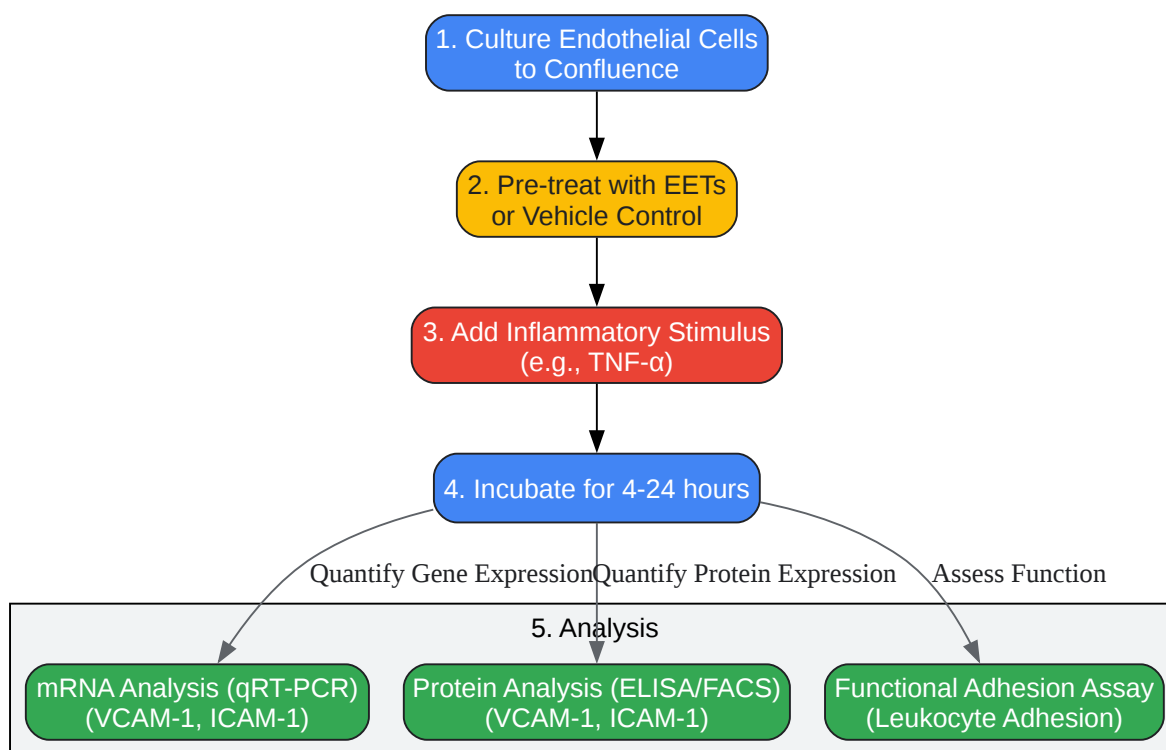 1. Culture Endothelial Cells
to Confluence
2. Pre-treat with EETs
or Vehicle Control
3. Add Inflammatory Stimulus
(e.g., TNF-α)
4. Incubate for 4-24 hours
Quantify Gene Expression
Quantify Protein Expression
Assess Function
5. Analysis
mRNA Analysis (qRT-PCR)
(VCAM-1, ICAM-1)
Protein Analysis (ELISA/FACS)
(VCAM-1, ICAM-1)
Functional Adhesion Assay
(Leukocyte Adhesion)